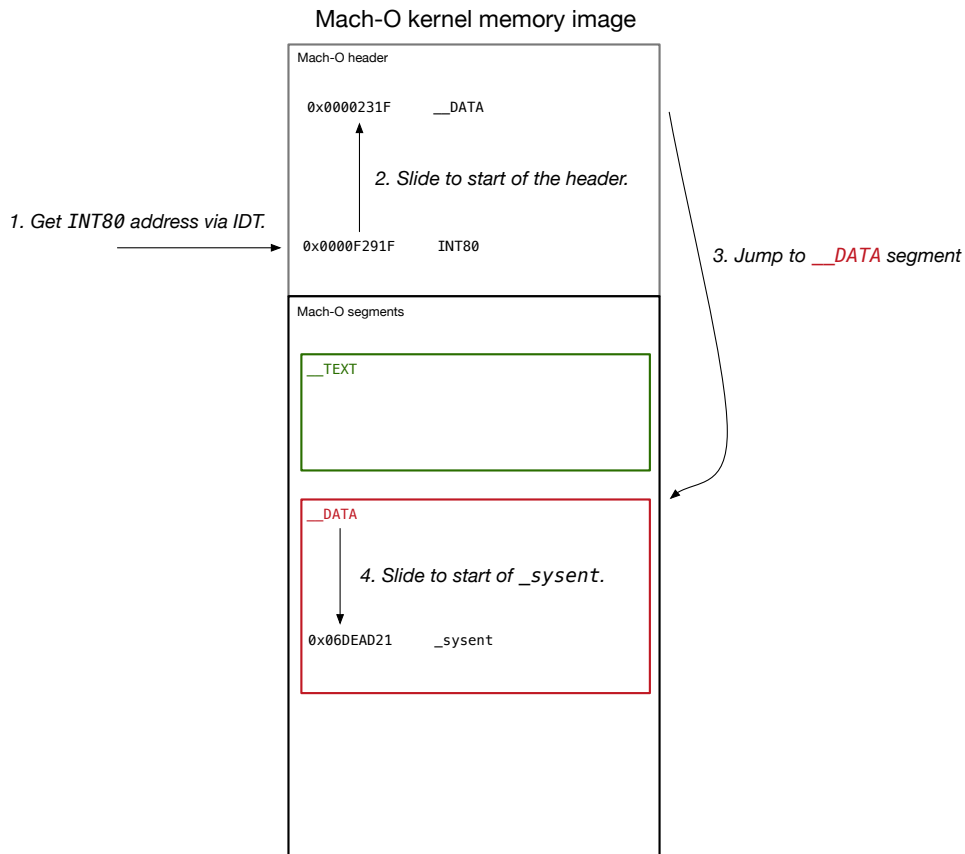 Mach-O kernel memory image
Mach-O header
0x0000231F __DATA
2. Slide to start of the header.
1. Get INT80 address via IDT.
0x0000F291F INT80
3. Jump to __DATA segment
Mach-O segments
__TEXT
__DATA
4. Slide to start of _sysent.
0x06DEAD21 _sysent